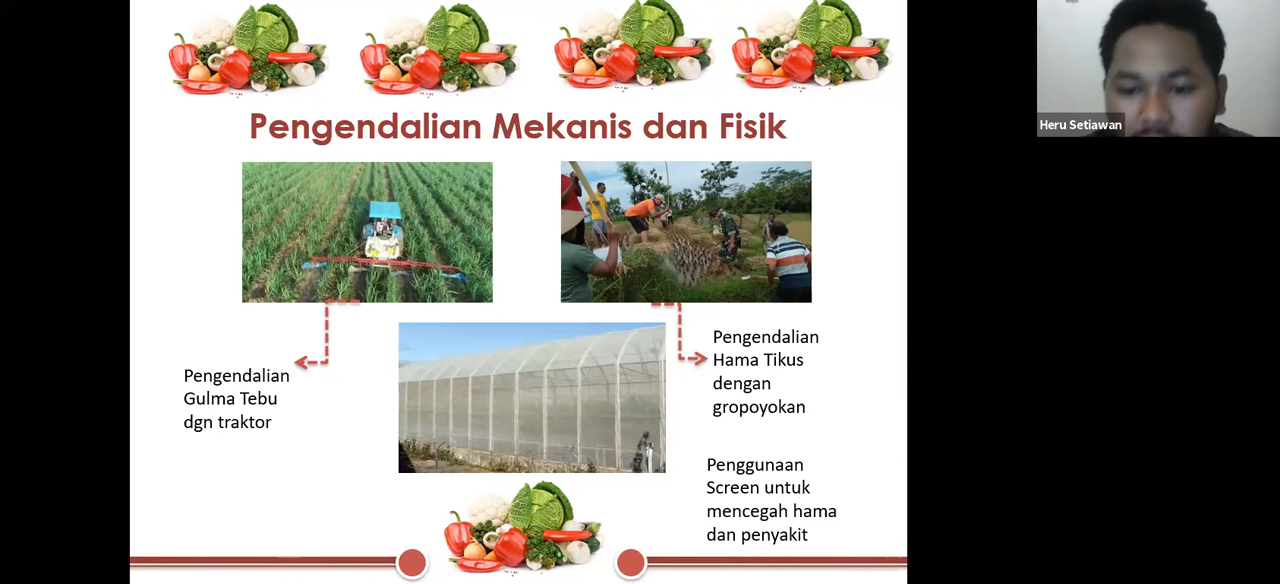 Pengendalian Mekanis dan Fisik
Heru Setiawan
Pengendalian
Gulma Tebu
dgn traktor
Pengendalian
Hama Tikus
dengan
gropoyokan
Penggunaan
Screen untuk
mencegah hama
dan penyakit